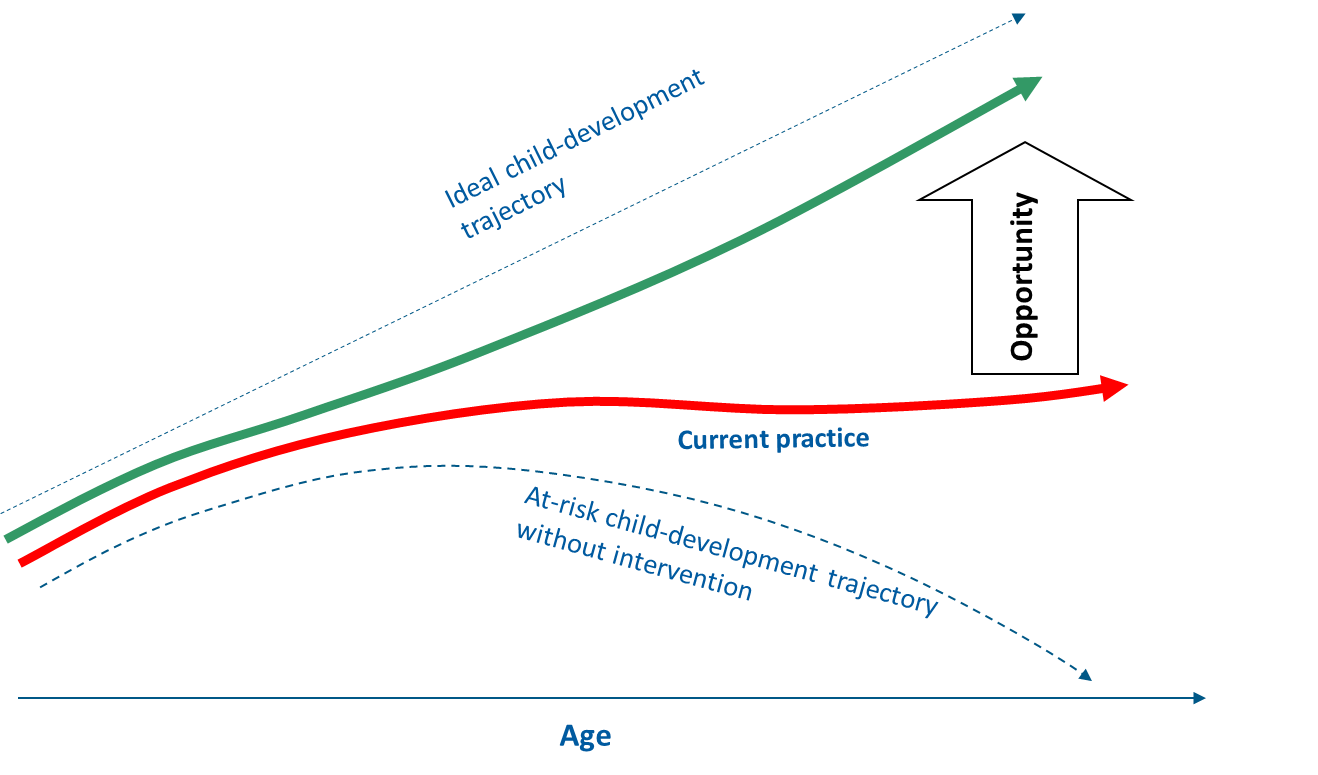 Ideal child-development
trajectory
Opportunity
Current practice
At-risk child-development trajectory
without intervention
Age